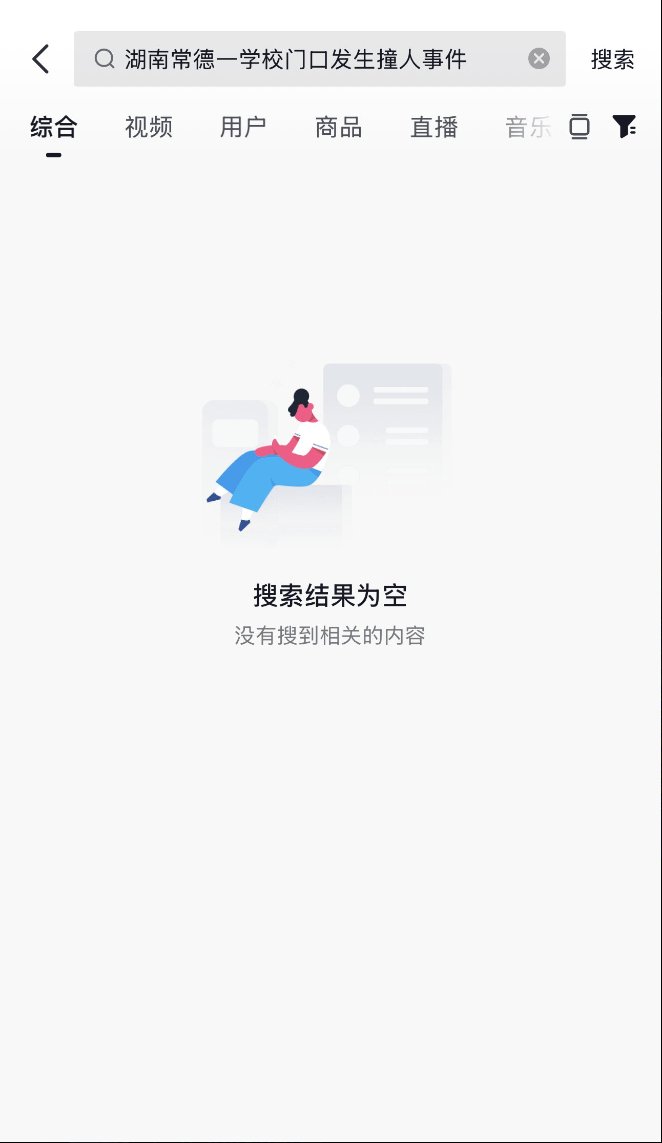 湖南常德一学校门口发生撞人事件 搜索
综合 视频 用户 商品 直播 音乐
搜索结果为空
没有搜到相关的内容